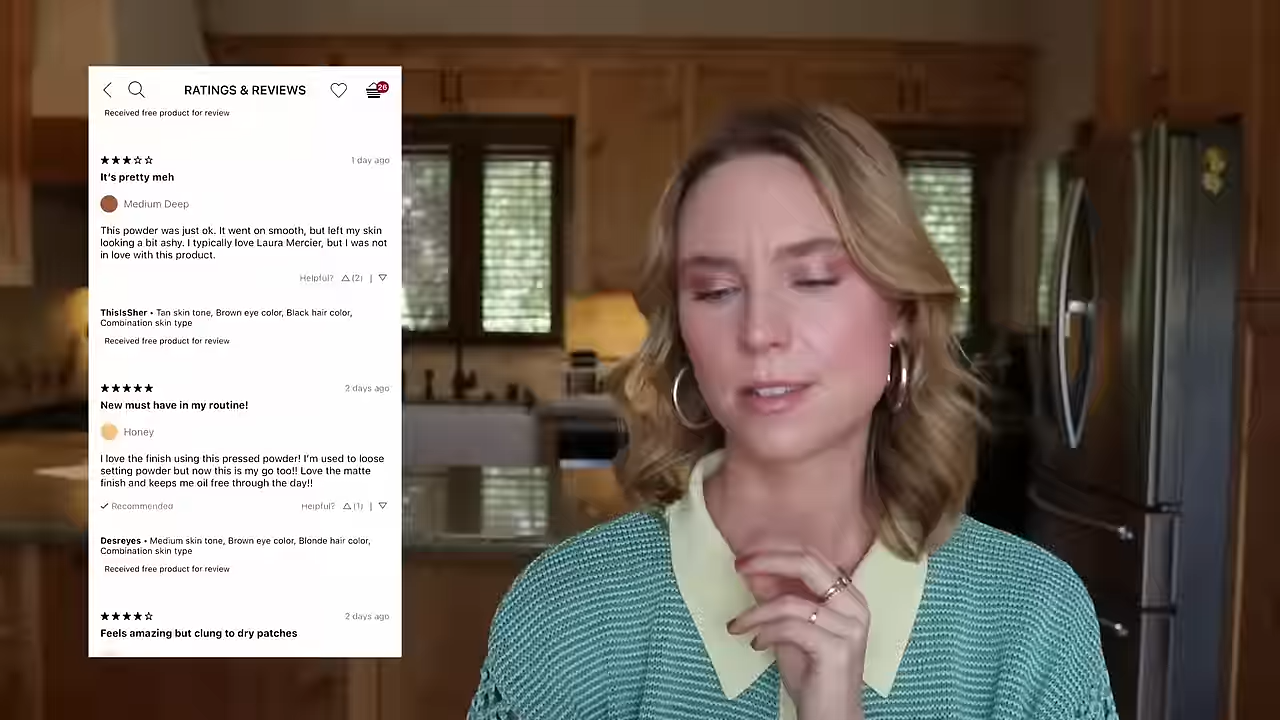 RATINGS & REVIEWS
28
Received free product for review
1 day ago
It's pretty meh
Medium Deep
This powder was just ok. It went on smooth, but left my skin
looking a bit ashy. I typically love Laura Mercier, but I was not
in love with this product.
Helpful? (2) |
ThisIsSher • Tan skin tone, Brown eye color, Black hair color,
Combination skin type
Received free product for review
2 days ago
New must have in my routine!
Honey
I love the finish using this pressed powder! I'm used to loose
setting powder but now this is my go too!! Love the matte
finish and keeps me oil free through the day!!
Recommended Helpful? (1) |
Desreyes • Medium skin tone, Brown eye color, Blonde hair color,
Combination skin type
Received free product for review
2 days ago
Feels amazing but clung to dry patches